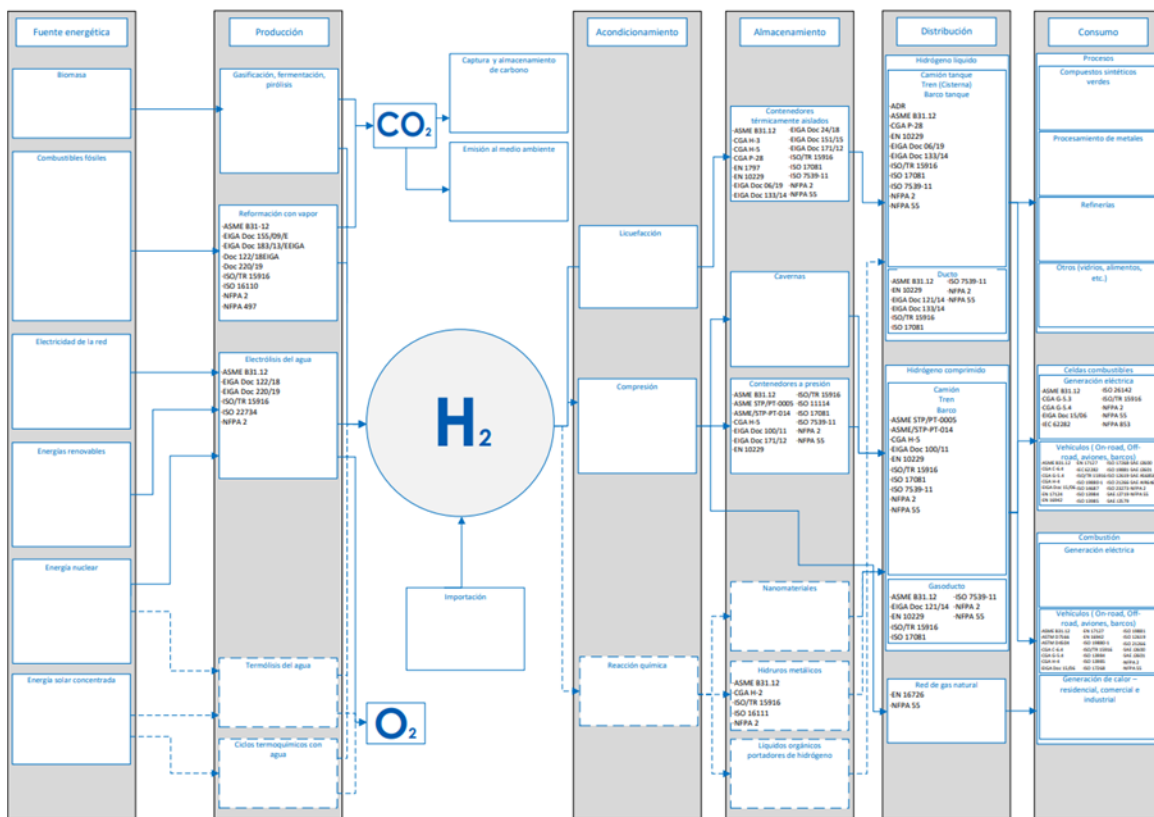 Fuente energética
Biomasa
Combustibles fósiles
Electricidad de la red
Energías renovables
Energía nuclear
Energía solar concentrada
Producción
Gasificación, fermentación,
pirólisis
Reformación con vapor
-ASME B31-12
-EIGA Doc 155/09/E
-EIGA Doc 183/13/EEIGA
Doc 122/18EIGA
-Doc 220/19
-ISO/TR 15916
-ISO 16110
-NFPA 2
-NFPA 497
Electrólisis del agua
-ASME B31.12
-EIGA Doc 122/18
-EIGA Doc 220/19
-ISO/TR 15916
-ISO 22734
-NFPA 2
Termólisis del agua
Ciclos termoquímicos con
agua
CO2
Captura y almacenamiento
de carbono
Emisión al medio ambiente
H2
Importación
O2
Acondicionamiento
Licuefacción
Compresión
Reacción química
Almacenamiento
Contenedores
térmicamente aislados
-ASME B31.12 -EIGA Doc 24/18
-CGA H-3 -EIGA Doc 151/15
-CGA H-5 -EIGA Doc 171/12
-CGA P-28 -ISO/TR 15916
-EN 1797 -ISO 17081
-EN 10229 -ISO 7539-11
-EIGA Doc 06/19 -NFPA 2
-EIGA Doc 133/14 -NFPA 55
Cavernas
Contenedores a presión
-ASME B31.12 -ISO/TR 15916
-ASME STP/PT-0005 -ISO 11114
-ASME/STP-PT-014 -ISO 17081
-CGA H-5 -ISO 7539-11
-EIGA Doc 100/11 -NFPA 2
-EIGA Doc 171/12 -NFPA 55
-EN 10229
Nanomateriales
Hidruros metálicos
-ASME B31.12
-CGA H-2
-ISO/TR 15916
-ISO 16111
-NFPA 2
Líquidos orgánicos
portadores de hidrógeno
Distribución
Hidrógeno líquido
Camión tanque
Tren (Cisterna)
Barco tanque
-ADR
-ASME B31.12
-CGA P-28
-EN 10229
-EIGA Doc 06/19
-EIGA Doc 133/14
-ISO/TR 15916
-ISO 17081
-ISO 7539-11
-NFPA 2
-NFPA 55
Ducto
-ASME B31.12 -ISO 7539-11
-EN 10229 -NFPA 2
-EIGA Doc 121/14 -NFPA 55
-EIGA Doc 133/14
-ISO/TR 15916
-ISO 17081
Hidrógeno comprimido
Camión
Tren
Barco
-ASME STP/PT-0005
-ASME/STP-PT-014
-CGA H-5
-EIGA Doc 100/11
-EN 10229
-ISO/TR 15916
-ISO 17081
-ISO 7539-11
-NFPA 2
-NFPA 55
Gasoducto
-ASME B31.12 -ISO 7539-11
-EIGA Doc 121/14 -NFPA 2
-EN 10229 -NFPA 55
-ISO/TR 15916
-ISO 17081
Red de gas natural
-EN 16726
-NFPA 55
Consumo
Procesos
Compuestos sintéticos
verdes
Procesamiento de metales
Refinerías
Otros (vidrios, alimentos,
etc.)
Celdas combustibles
Generación eléctrica
-ASME B31.12 -ISO 26142
-CGA G-5.3 -ISO/TR 15916
-CGA G-5.4 -NFPA 2
-EIGA Doc 15/06 -NFPA 55
-IEC 62282 -NFPA 853
Vehículos ( On-road, Off-
road, aviones, barcos)
Combustión
Generación eléctrica
Vehículos ( On-road, Off-
road, aviones, barcos)
Generación de calor –
residencial, comercial e
industrial